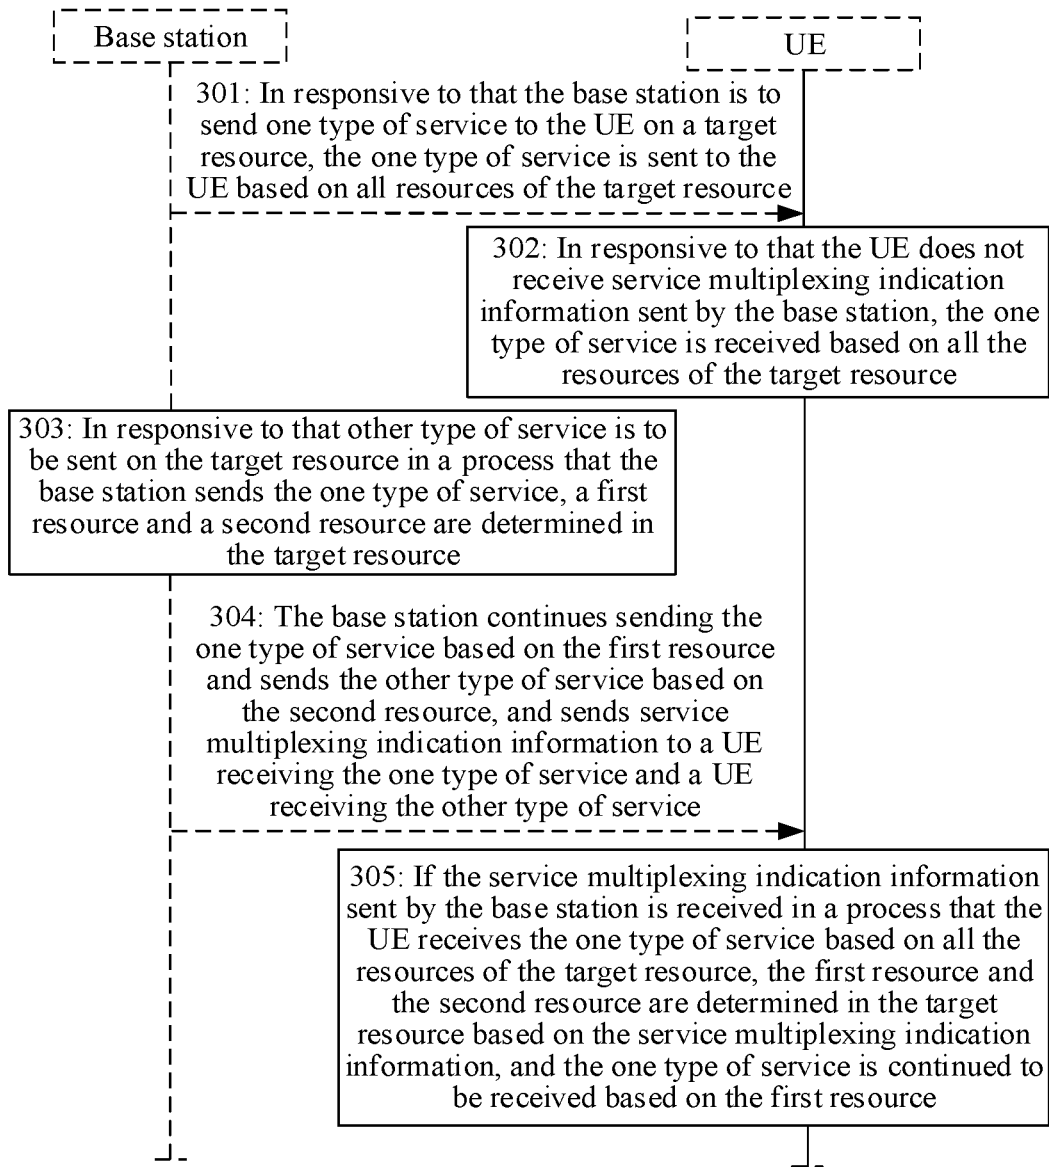 Base station
UE
301: In responsive to that the base station is to
send one type of service to the UE on a target
resource, the one type of service is sent to the
UE based on all resources of the target resource
302: In responsive to that the UE does not
receive service multiplexing indication
information sent by the base station, the one
type of service is received based on all the
resources of the target resource
303: In responsive to that other type of service is to
be sent on the target resource in a process that the
base station sends the one type of service, a first
resource and a second resource are determined in
the target resource
304: The base station continues sending the
one type of service based on the first resource
and sends the other type of service based on
the second resource, and sends service
multiplexing indication information to a UE
receiving the one type of service and a UE
receiving the other type of service
305: If the service multiplexing indication information
sent by the base station is received in a process that the
UE receives the one type of service based on all the
resources of the target resource, the first resource and
the second resource are determined in the target
resource based on the service multiplexing indication
information, and the one type of service is continued to
be received based on the first resource